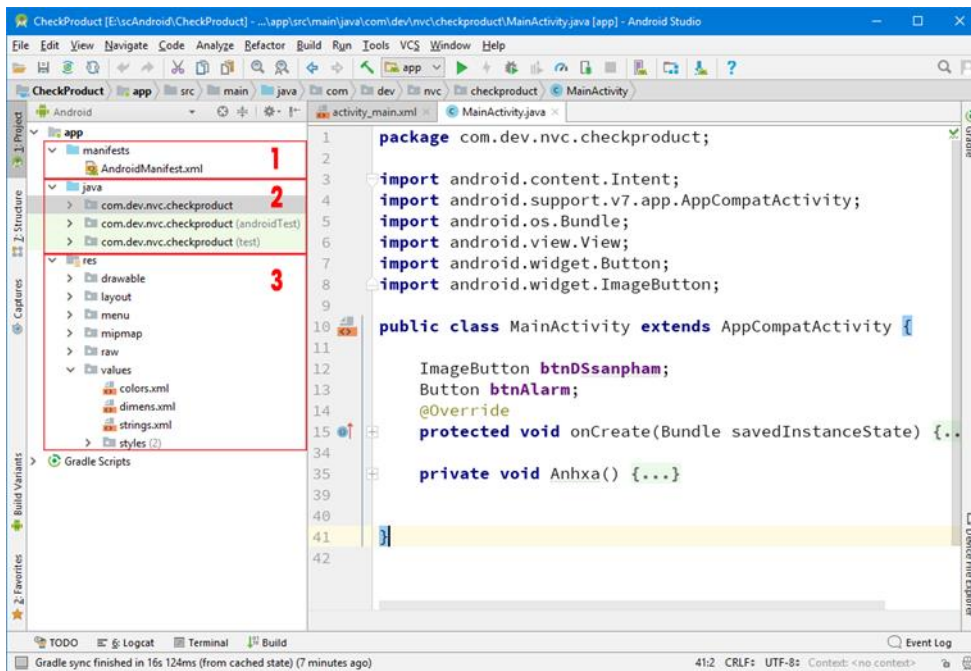 CheckProduct [E:\scAndroid\CheckProduct] - ...\app\src\main\java\com\dev\nvc\checkproduct\MainActivity.java [app] - Android Studio
File Edit View Navigate Code Analyze Refactor Build Run Tools VCS Window Help
app
CheckProduct app src main java com dev nvc checkproduct MainActivity
Android
activity_main.xml
MainActivity.java
1: Project
Z: Structure
Captures
Build Variants
2: Favorites
app
manifests
AndroidManifest.xml
1
java
2
com.dev.nvc.checkproduct
com.dev.nvc.checkproduct (androidTest)
com.dev.nvc.checkproduct (test)
res
3
drawable
layout
menu
mipmap
raw
values
colors.xml
dimens.xml
strings.xml
styles (2)
Gradle Scripts
1 package com.dev.nvc.checkproduct;
2
3 import android.content.Intent;
4 import android.support.v7.app.AppCompatActivity;
5 import android.os.Bundle;
6 import android.view.View;
7 import android.widget.Button;
8 import android.widget.ImageButton;
9
10 public class MainActivity extends AppCompatActivity {
11
12 ImageButton btnDSsanpham;
13 Button btnAlarm;
14 @Override
15 protected void onCreate(Bundle savedInstanceState) {..
34
35 private void Anhxa() {...}
39
40
41 }
42
Gradle
Device File Explorer
TODO 6: Logcat Terminal Build Event Log
Gradle sync finished in 16s 124ms (from cached state) (7 minutes ago) 41:2 CRLF: UTF-8: Context: <no context>